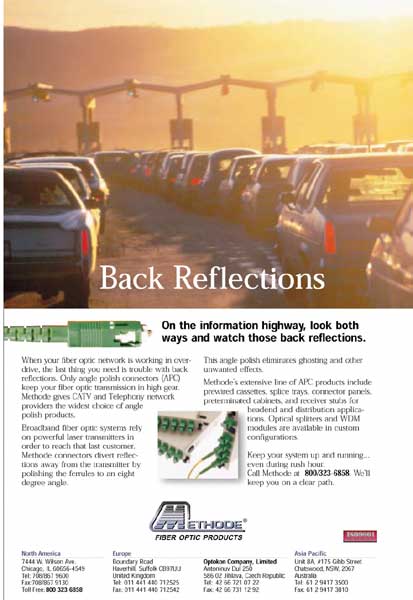 Back Reflections
On the information highway, look both
ways and watch those back reflections.
When your fiber optic network is working in over-
drive, the last thing you need is trouble with back
reflections. Only angle polish connectors (APC)
keep your fiber optic transmission in high gear.
Methode gives CATV and Telephony network
providers the widest choice of angle
polish products.
Broadband fiber optic systems rely
on powerful laser transmitters in
order to reach that last customer.
Methode connectors divert reflec-
tions away from the transmitter by
polishing the ferrules to an eight
degree angle.
This angle polish eliminates ghosting and other
unwanted effects.
Methode's extensive line of APC products include
prewired cassettes, splice trays, connector panels,
preterminated cabinets, and receiver stubs for
headend and distribution applica-
tions. Optical splitters and WDM
modules are available in custom
configurations.
Keep your system up and running...
even during rush hour.
Call Methode at 800/323-6858. We'll
keep you on a clear path.
METHODE®
FIBER OPTIC PRODUCTS
ISO9001
North America
7444 W. Wilson Ave.
Chicago, IL 60656-4549
Tel: 708/867 9600
Fax: 708/867 9130
Toll Free: 800 323 6858
Europe
Boundary Road
Haverhill, Suffolk CB97UU
United Kingdom
Tel: 011 441 440 712525
Fax: 011 441 440 712542
Optokon Company, Limited
Antoninuv Dul 250
586 02 Jihlava, Czech Republic
Tel: 42 66 721 07 22
Fax: 42 66 731 12 92
Asia Pacific
Unit 8A, #175 Gibb Street
Chatswood, NSW, 2067
Australia
Tel: 61 2 9417 3500
Fax: 61 2 9417 3810